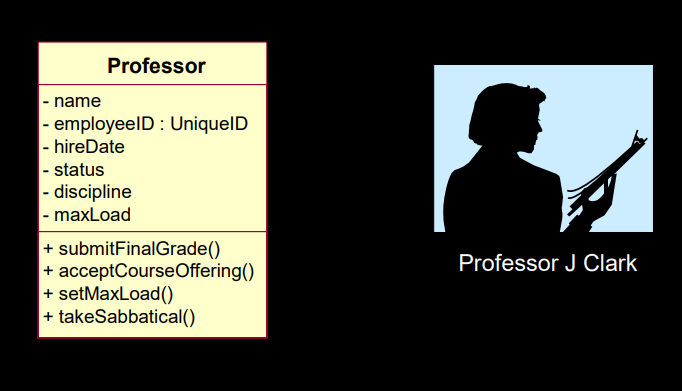 Professor
- name
- employeeID : UniqueID
- hireDate
- status
- discipline
- maxLoad
+ submitFinalGrade()
+ acceptCourseOffering()
+ setMaxLoad()
+ takeSabbatical()
Professor J Clark